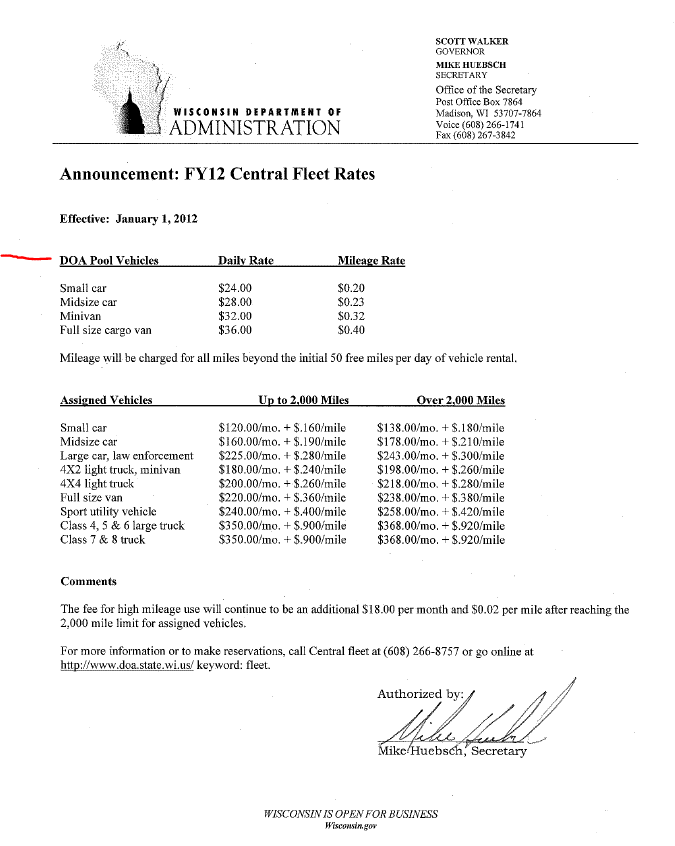 SCOTT WALKER
GOVERNOR
MIKE HUEBSCH
SECRETARY
Office of the Secretary
Post Office Box 7864
Madison, WI 53707-7864
Voice (608) 266-1741
Fax (608) 267-3842
WISCONSIN DEPARTMENT OF
ADMINISTRATION
Announcement: FY12 Central Fleet Rates
Effective: January 1, 2012
DOA Pool Vehicles Daily Rate Mileage Rate
Small car $24.00 $0.20
Midsize car $28.00 $0.23
Minivan $32.00 $0.32
Full size cargo van $36.00 $0.40
Mileage will be charged for all miles beyond the initial 50 free miles per day of vehicle rental.
Assigned Vehicles Up to 2,000 Miles Over 2,000 Miles
Small car $120.00/mo. + $.160/mile $138.00/mo. + $.180/mile
Midsize car $160.00/mo. + $.190/mile $178.00/mo. + $.210/mile
Large car, law enforcement $225.00/mo. + $.280/mile $243.00/mo. + $.300/mile
4X2 light truck, minivan $180.00/mo. + $.240/mile $198.00/mo. + $.260/mile
4X4 light truck $200.00/mo. + $.260/mile $218.00/mo. + $.280/mile
Full size van $220.00/mo. + $.360/mile $238.00/mo. + $.380/mile
Sport utility vehicle $240.00/mo. + $.400/mile $258.00/mo. + $.420/mile
Class 4, 5 & 6 large truck $350.00/mo. + $.900/mile $368.00/mo. + $.920/mile
Class 7 & 8 truck $350.00/mo. + $.900/mile $368.00/mo. + $.920/mile
Comments
The fee for high mileage use will continue to be an additional $18.00 per month and $0.02 per mile after reaching the
2,000 mile limit for assigned vehicles.
For more information or to make reservations, call Central fleet at (608) 266-8757 or go online at
http://www.doa.state.wi.us/ keyword: fleet.
Authorized by:
Mike Huebsch
Mike Huebsch, Secretary
WISCONSIN IS OPEN FOR BUSINESS
Wisconsin.gov